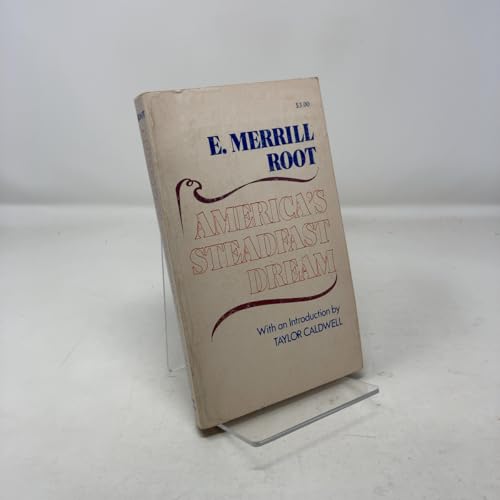 $3.00
E. MERRILL
ROOT
AMERICA'S
STEADFAST
DREAM
With an Introduction by
TAYLOR CALDWELL